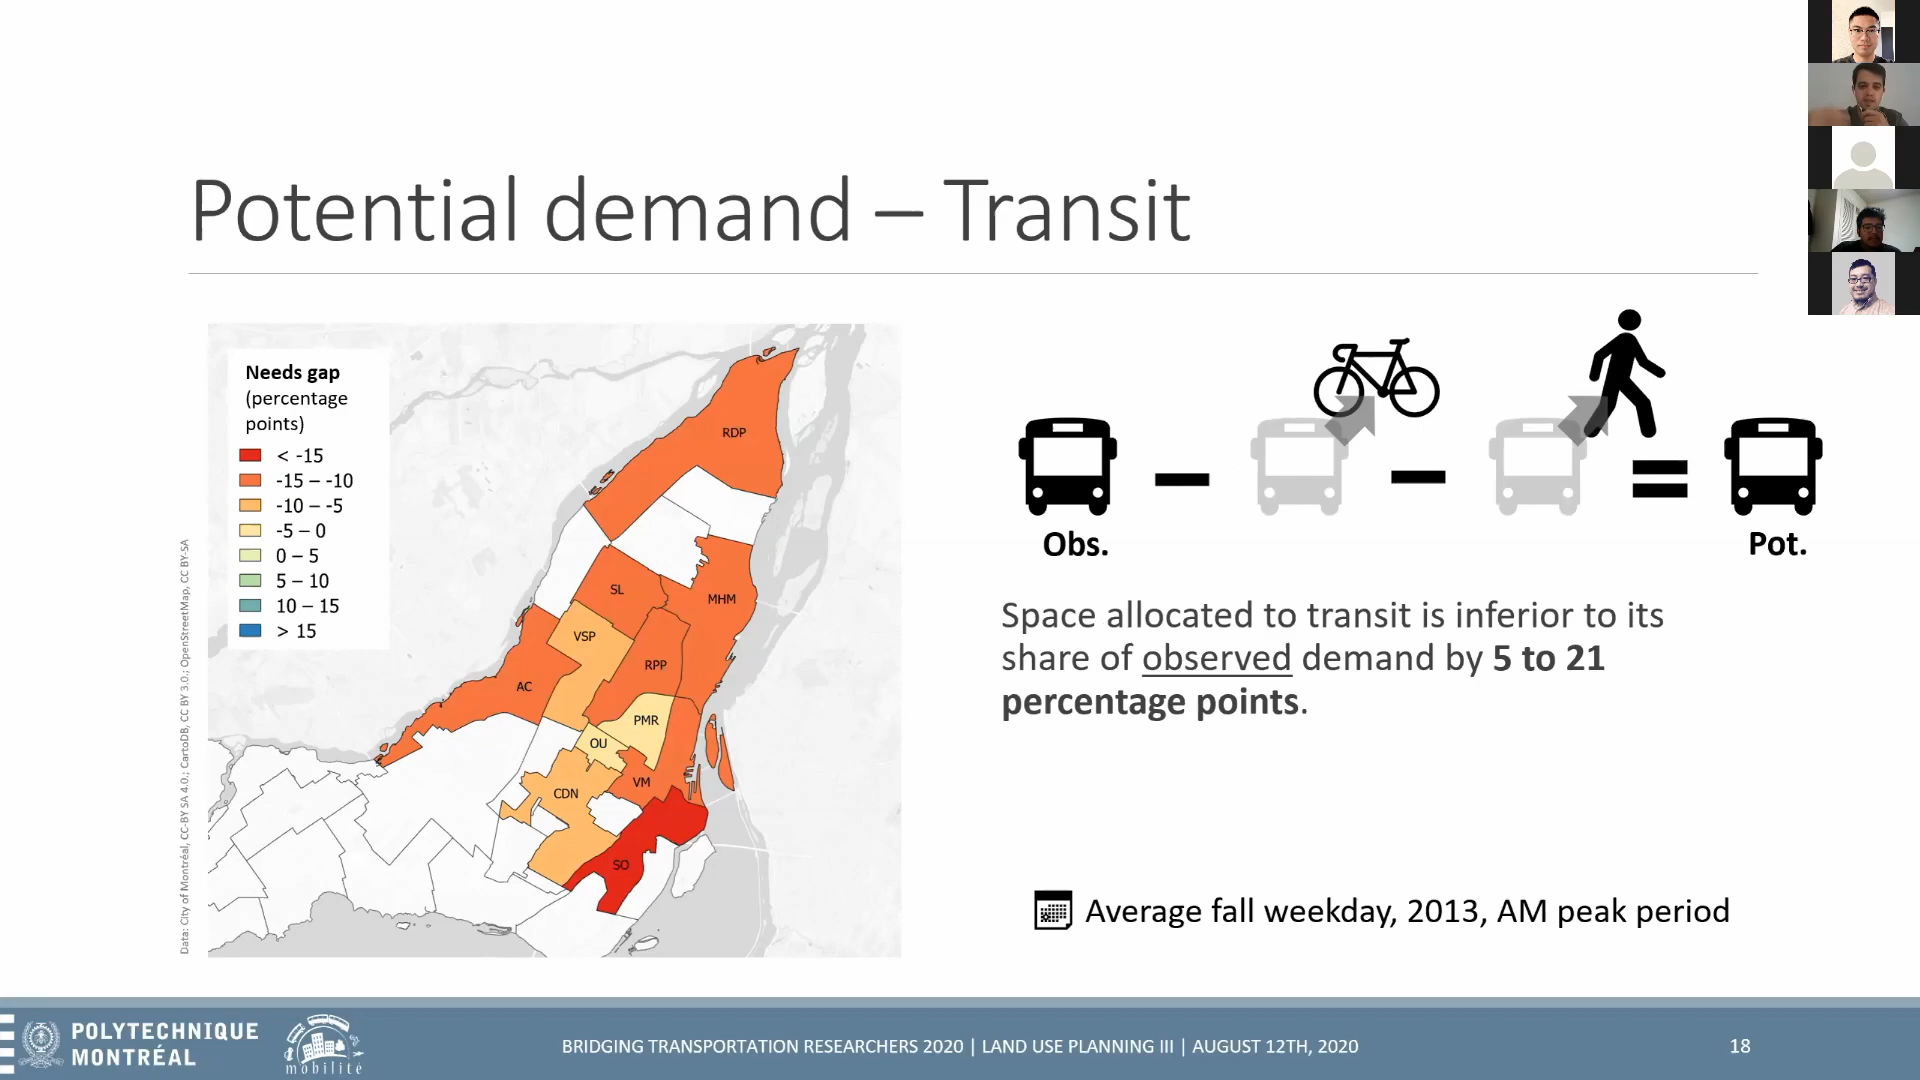 Potential demand – Transit
Needs gap
(percentage
points)
< -15
-15 – -10
-10 – -5
-5 – 0
0 – 5
5 – 10
10 – 15
> 15
RDP
SL
MHM
VSP
RPP
AC
PMR
OU
VM
CDN
SO
Data: City of Montréal, CC-BY SA 4.0.; CartoDB, CC BY 3.0.; OpenStreetMap, CC BY-SA
Obs.
Pot.
Space allocated to transit is inferior to its
share of observed demand by 5 to 21
percentage points.
Average fall weekday, 2013, AM peak period
POLYTECHNIQUE
MONTRÉAL
mobilité
BRIDGING TRANSPORTATION RESEARCHERS 2020 | LAND USE PLANNING III | AUGUST 12TH, 2020
18